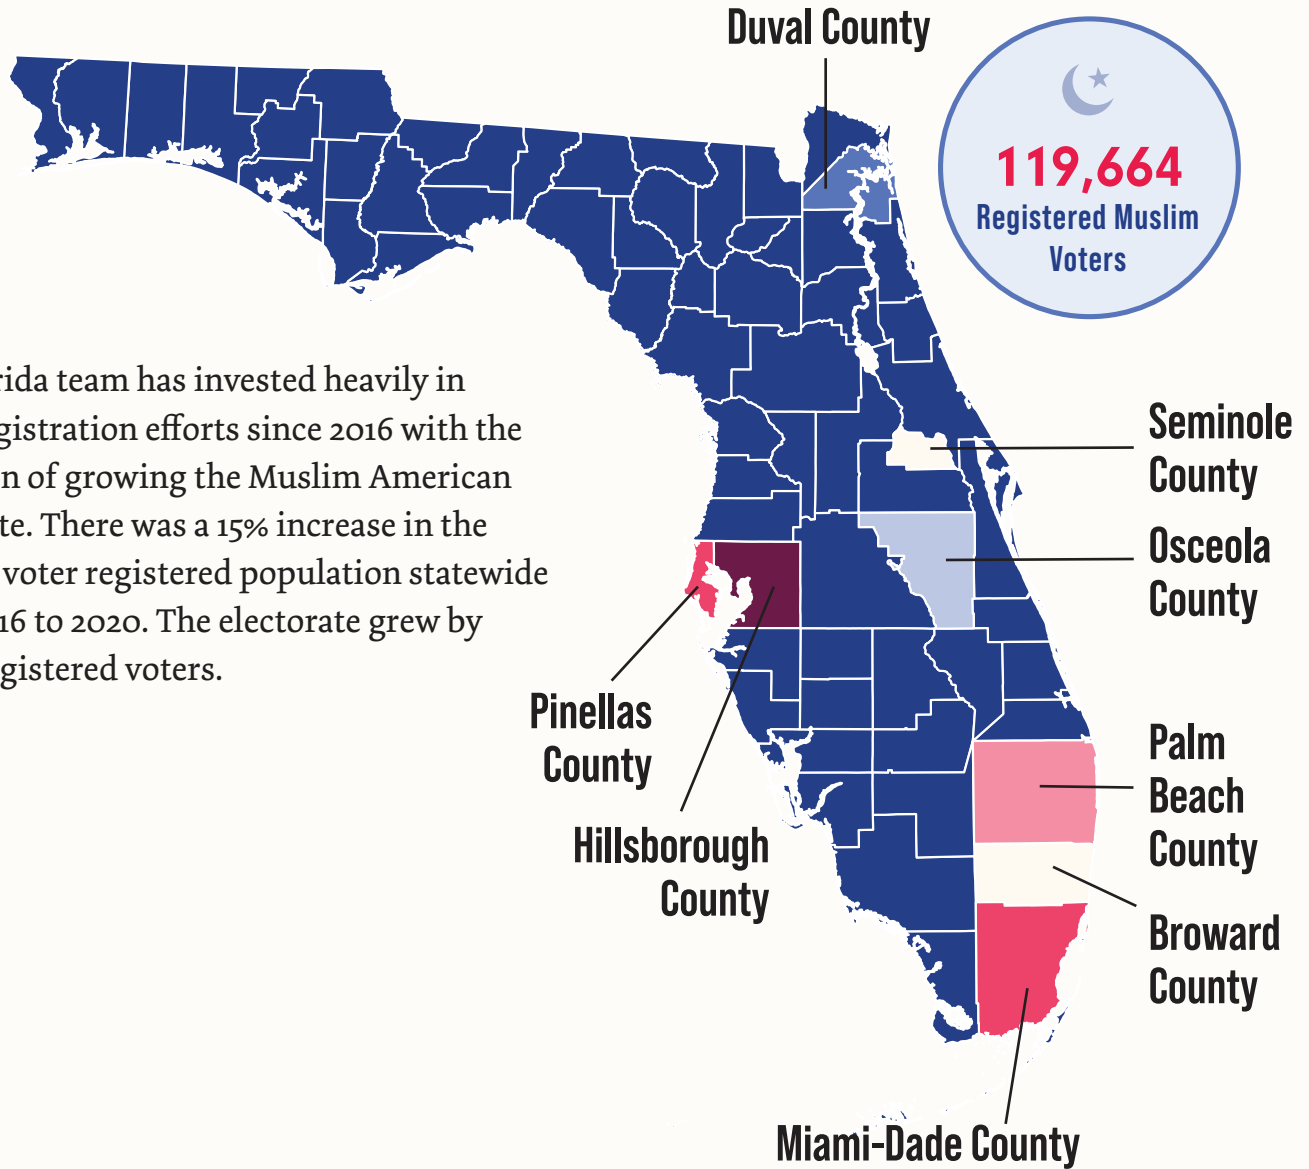 Duval County
119,664
Registered Muslim
Voters
rida team has invested heavily in
gistration efforts since 2016 with the
n of growing the Muslim American
te. There was a 15% increase in the
voter registered population statewide
16 to 2020. The electorate grew by
gistered voters.
Seminole
County
Osceola
County
Pinellas
County
Hillsborough
County
Palm
Beach
County
Broward
County
Miami-Dade County